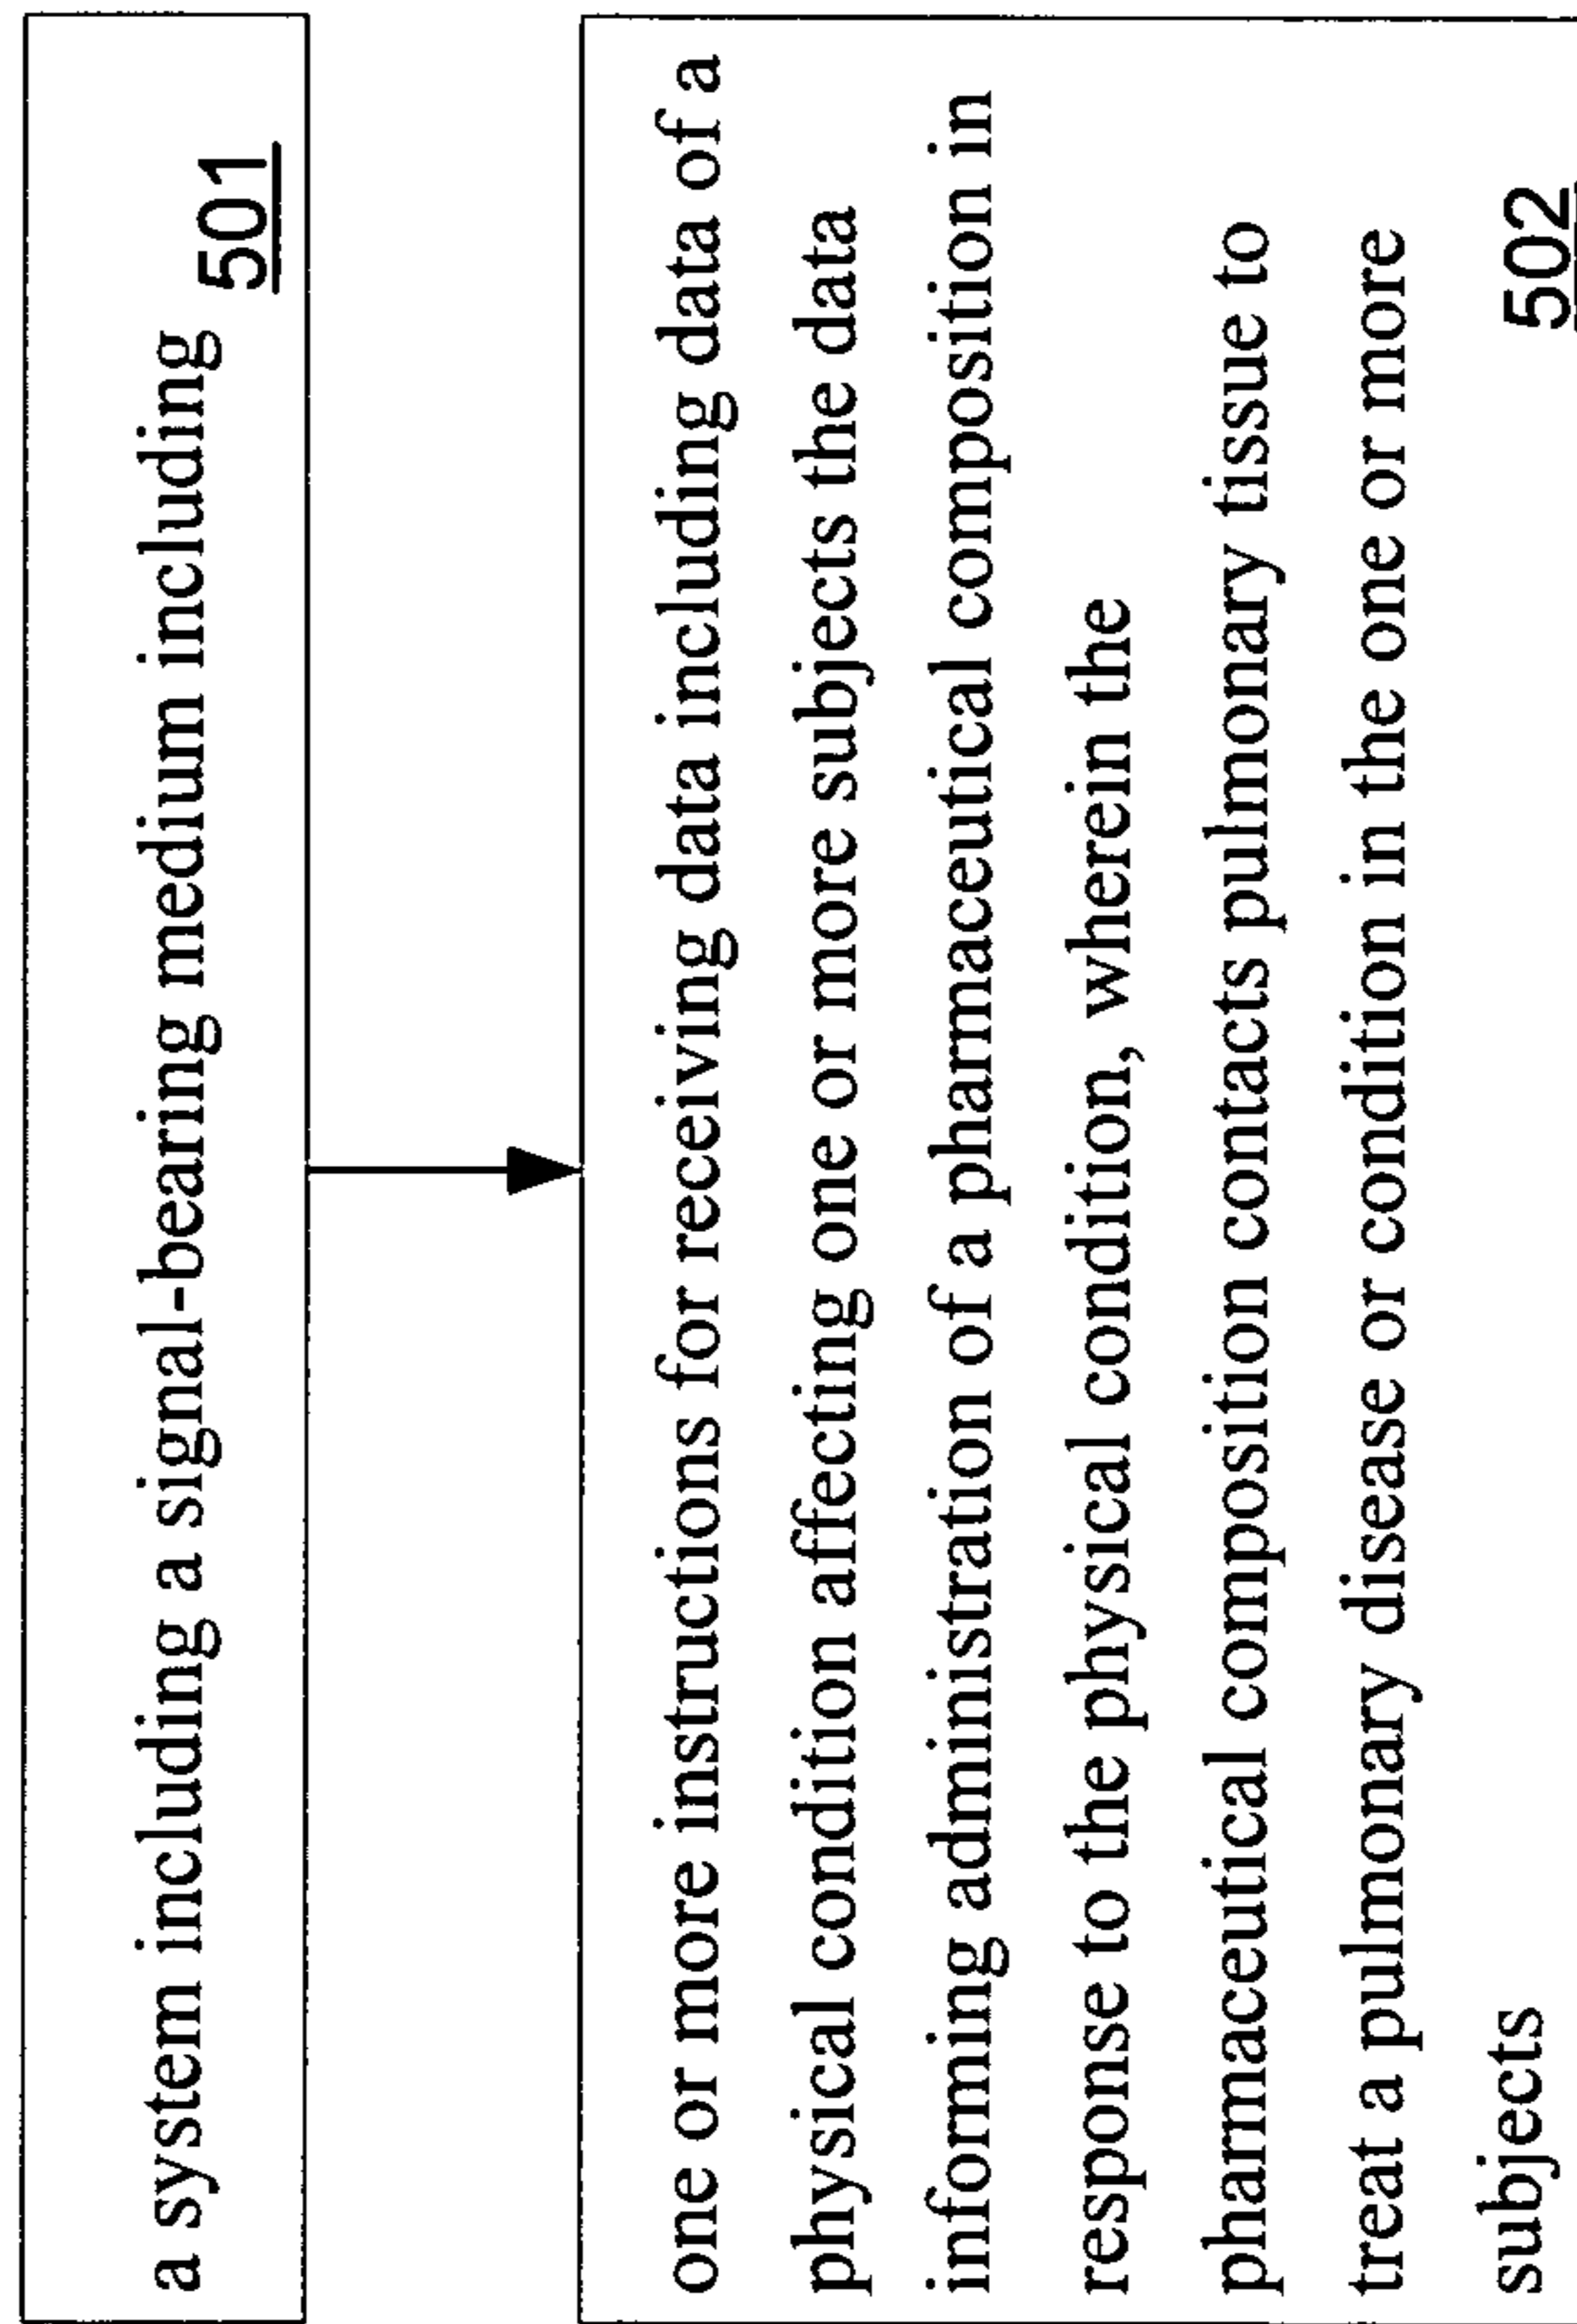 a system including a signal-bearing medium including
501
one or more instructions for receiving data including data of a
physical condition affecting one or more subjects the data
informing administration of a pharmaceutical composition in
response to the physical condition, wherein the
pharmaceutical composition contacts pulmonary tissue to
treat a pulmonary disease or condition in the one or more
subjects
502